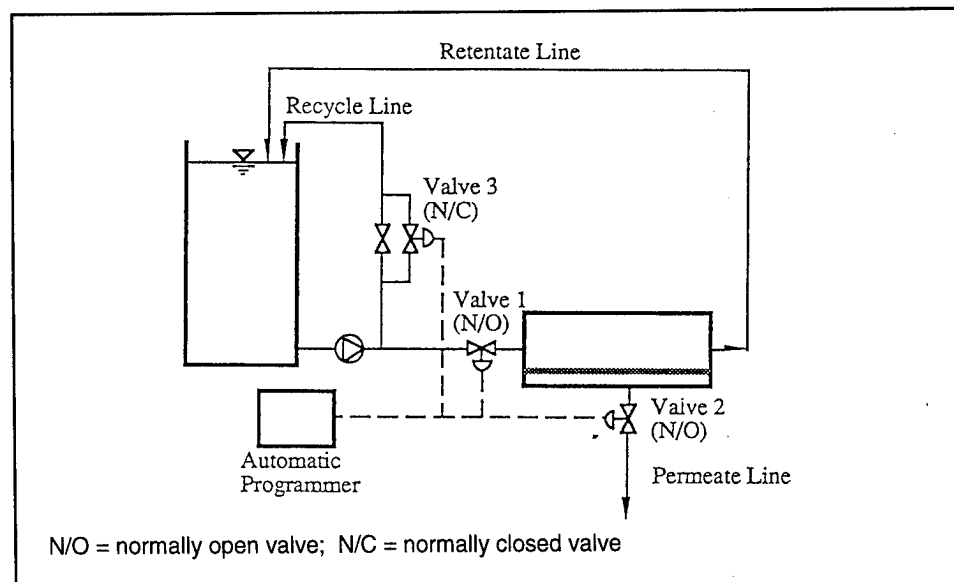 Retentate Line
Recycle Line
Valve 3
(N/C)
Valve 1
(N/O)
Vaive 2
(N/O)
Automatic
Programmer
Permeate Line
N/O = normally open valve; N/C = normally closed valve